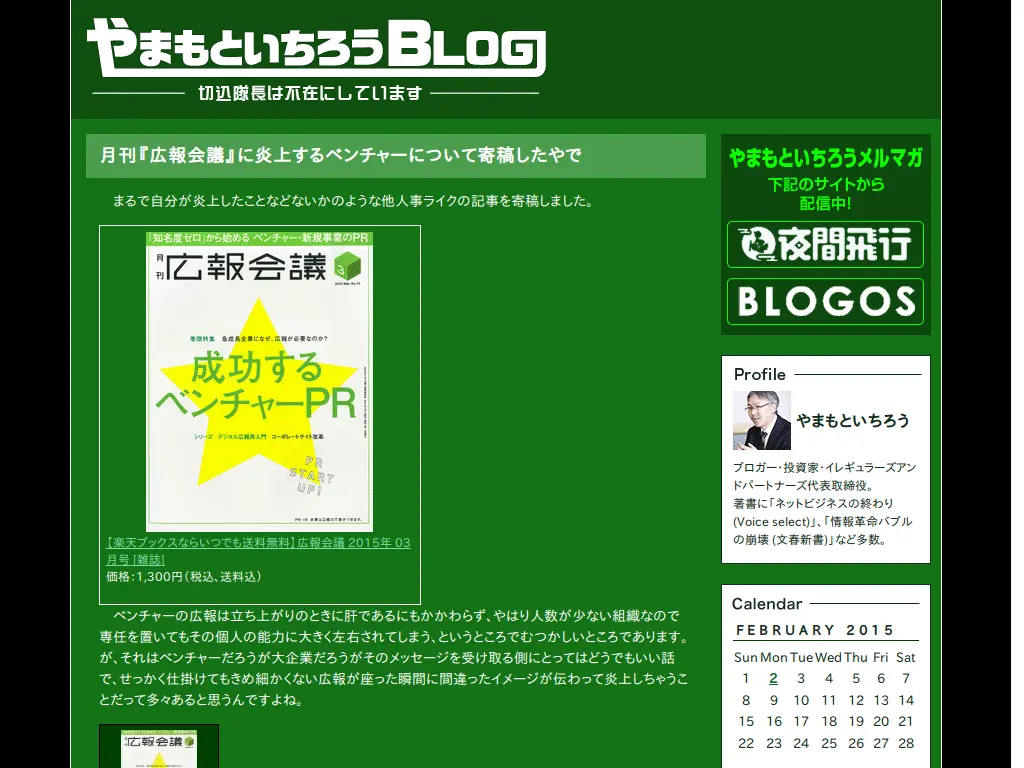 やまもといちろうBLOG
切込隊長は不在にしています
月刊『広報会議』に炎上するベンチャーについて寄稿したやで
まるで自分が炎上したことなどないかのような他人事ライクの記事を寄稿しました。
「知名度ゼロ」から始める ベンチャー・新規事業のPR
月刊 広報会議 3
巻頭特集 急成長企業になぜ、広報が必要なのか?
成功する
ベンチャーPR
シリーズ デジタル広報再入門 コーポレートサイト改革
PR
START
UP!
【楽天ブックスならいつでも送料無料】広報会議 2015年 03
月号 [雑誌]
価格：1,300円（税込、送料込）
ベンチャーの広報は立ち上がりのときに肝であるにもかかわらず、やはり人数が少ない組織なので
専任を置いてもその個人の能力に大きく左右されてしまう、というところでむつかしいところであります。
が、それはベンチャーだろうが大企業だろうがそのメッセージを受け取る側にとってはどうでもいい話
で、せっかく仕掛けてもきめ細かくない広報が座った瞬間に間違ったイメージが伝わって炎上しちゃうこ
とだって多々あると思うんですよね。
広報会議
やまもといちろうメルマガ
下記のサイトから
配信中!
夜間飛行
BLOGOS
Profile
やまもといちろう
ブロガー・投資家・イレギュラーズアン
ドパートナーズ代表取締役。
著書に「ネットビジネスの終わり
(Voice select)」、「情報革命バブル
の崩壊 (文春新書)」など多数。
Calendar
FEBRUARY 2015
Sun Mon Tue Wed Thu Fri Sat
1 2 3 4 5 6 7
8 9 10 11 12 13 14
15 16 17 18 19 20 21
22 23 24 25 26 27 28